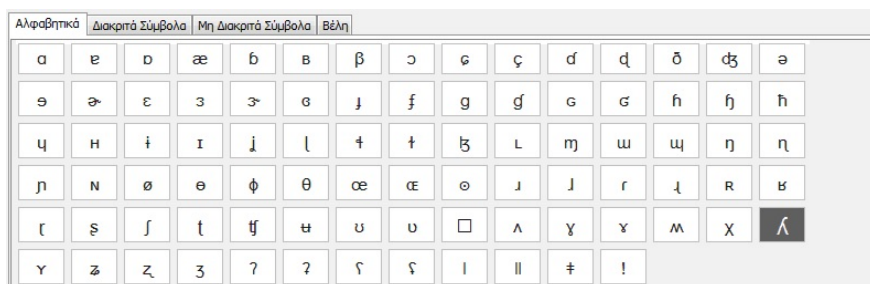 Αλφαβητικά Διακριτά Σύμβολα Μη Διακριτά Σύμβολα Βέλη
ɑ ɐ ɒ æ ɓ ʙ β ɔ ɕ ç ɗ ɖ ð ʤ ə
ɘ ɚ ɛ ɜ ɝ ɞ ɟ ʄ ɡ ɠ ɢ ʛ ɦ ɧ ħ
ɥ ʜ ɨ ɪ ʝ ɭ ɬ ɫ ɮ ʟ ɱ ɯ ɰ ŋ ɳ
ɲ ɴ ø ɵ ɸ θ œ ɶ ʘ ɹ ɺ ɾ ɻ ʀ ʁ
ɽ ʂ ʃ ʈ ʧ ʉ ʊ ʋ □ ʌ ɣ ɤ ʍ χ ʎ
ʏ ʑ ʐ ʒ ʔ ʡ ʕ ʢ ǀ ǁ ǂ ǃ